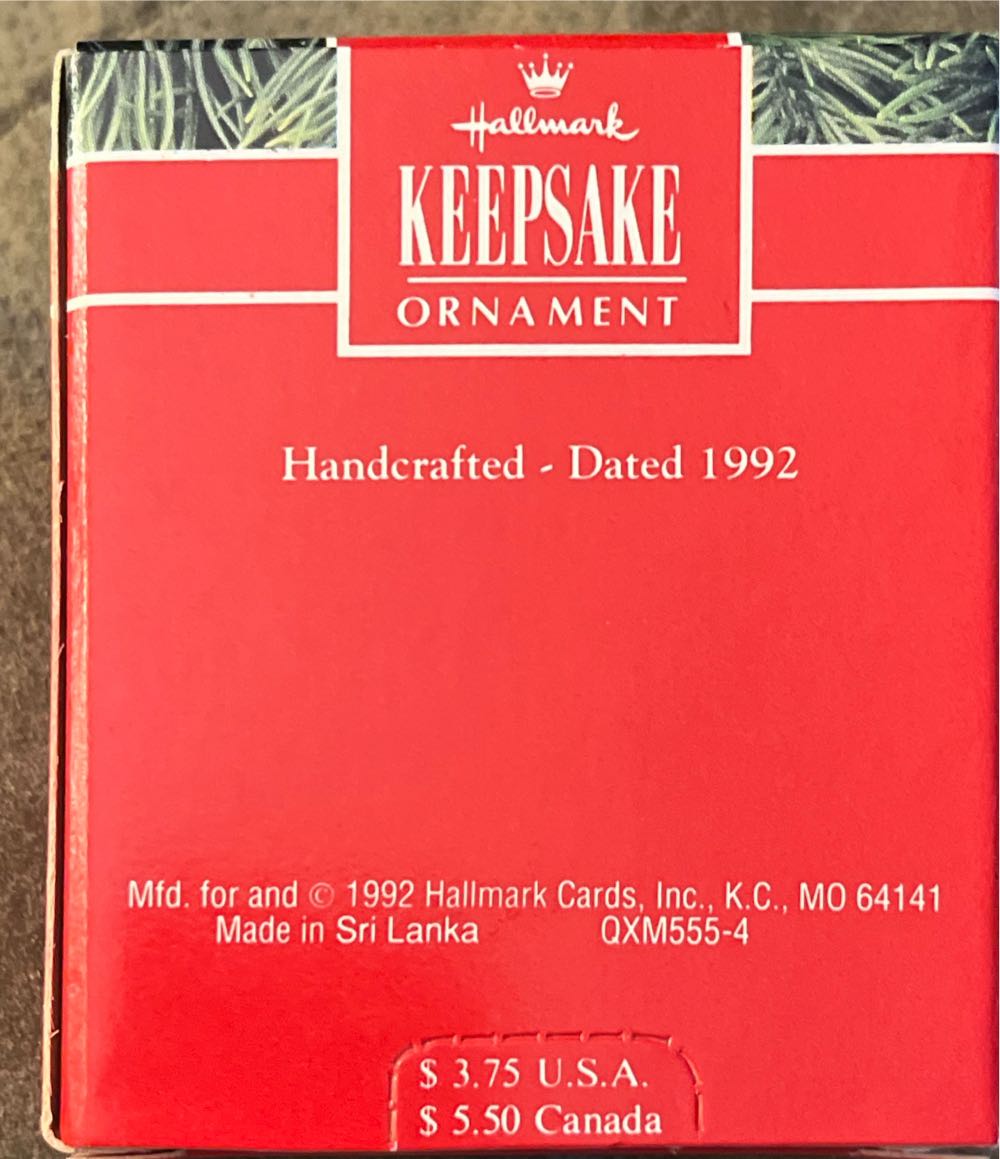 Hallmark
KEEPSAKE
ORNAMENT
Handcrafted - Dated 1992
Mfd. for and © 1992 Hallmark Cards, Inc., K.C., MO 64141
Made in Sri Lanka QXM555-4
$ 3.75 U.S.A.
$ 5.50 Canada